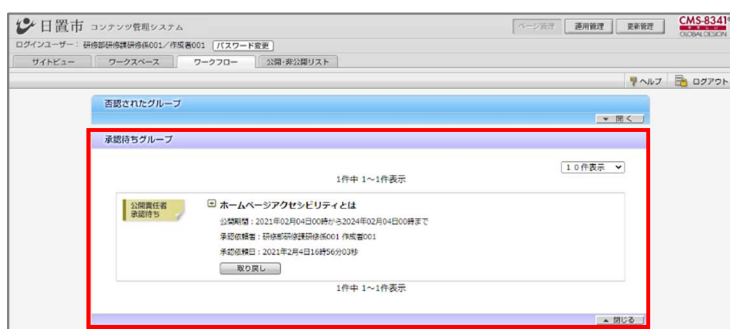 日置市 コンテンツ管理システム
ページ管理 運用管理 更新管理
CMS-8341
GLOBAL DESIGN
ログインユーザー：研修部研修課研修係001／作成者001 パスワード変更
サイトビュー ワークスペース ワークフロー 公開・非公開リスト
ヘルプ ログアウト
否認されたグループ
▼ 開く
承認待ちグループ
10件表示
1件中 1～1件表示
公開責任者
承認待ち
ホームページアクセシビリティとは
公開期間：2021年02月04日00時から2024年02月04日00時まで
承認依頼者：研修部研修課研修係001 作成者001
承認依頼日：2021年2月4日16時56分03秒
取り戻し
1件中 1～1件表示
▲ 閉じる